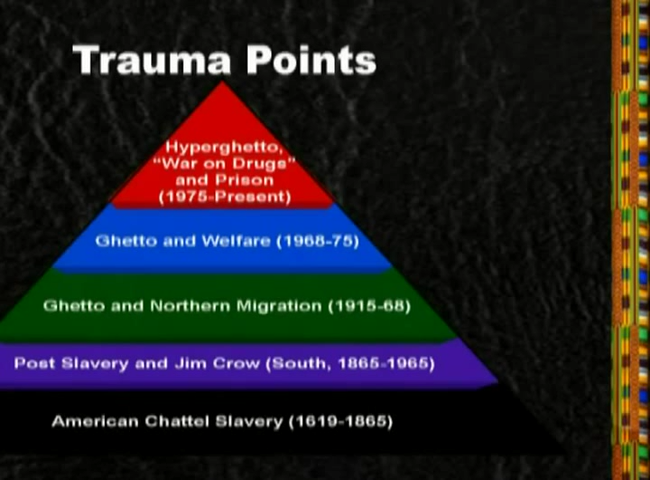 Trauma Points
Hyperghetto,
"War on Drugs"
and Prison
(1975-Present)
Ghetto and Welfare (1968-75)
Ghetto and Northern Migration (1915-68)
Post Slavery and Jim Crow (South, 1865-1965)
American Chattel Slavery (1619-1865)